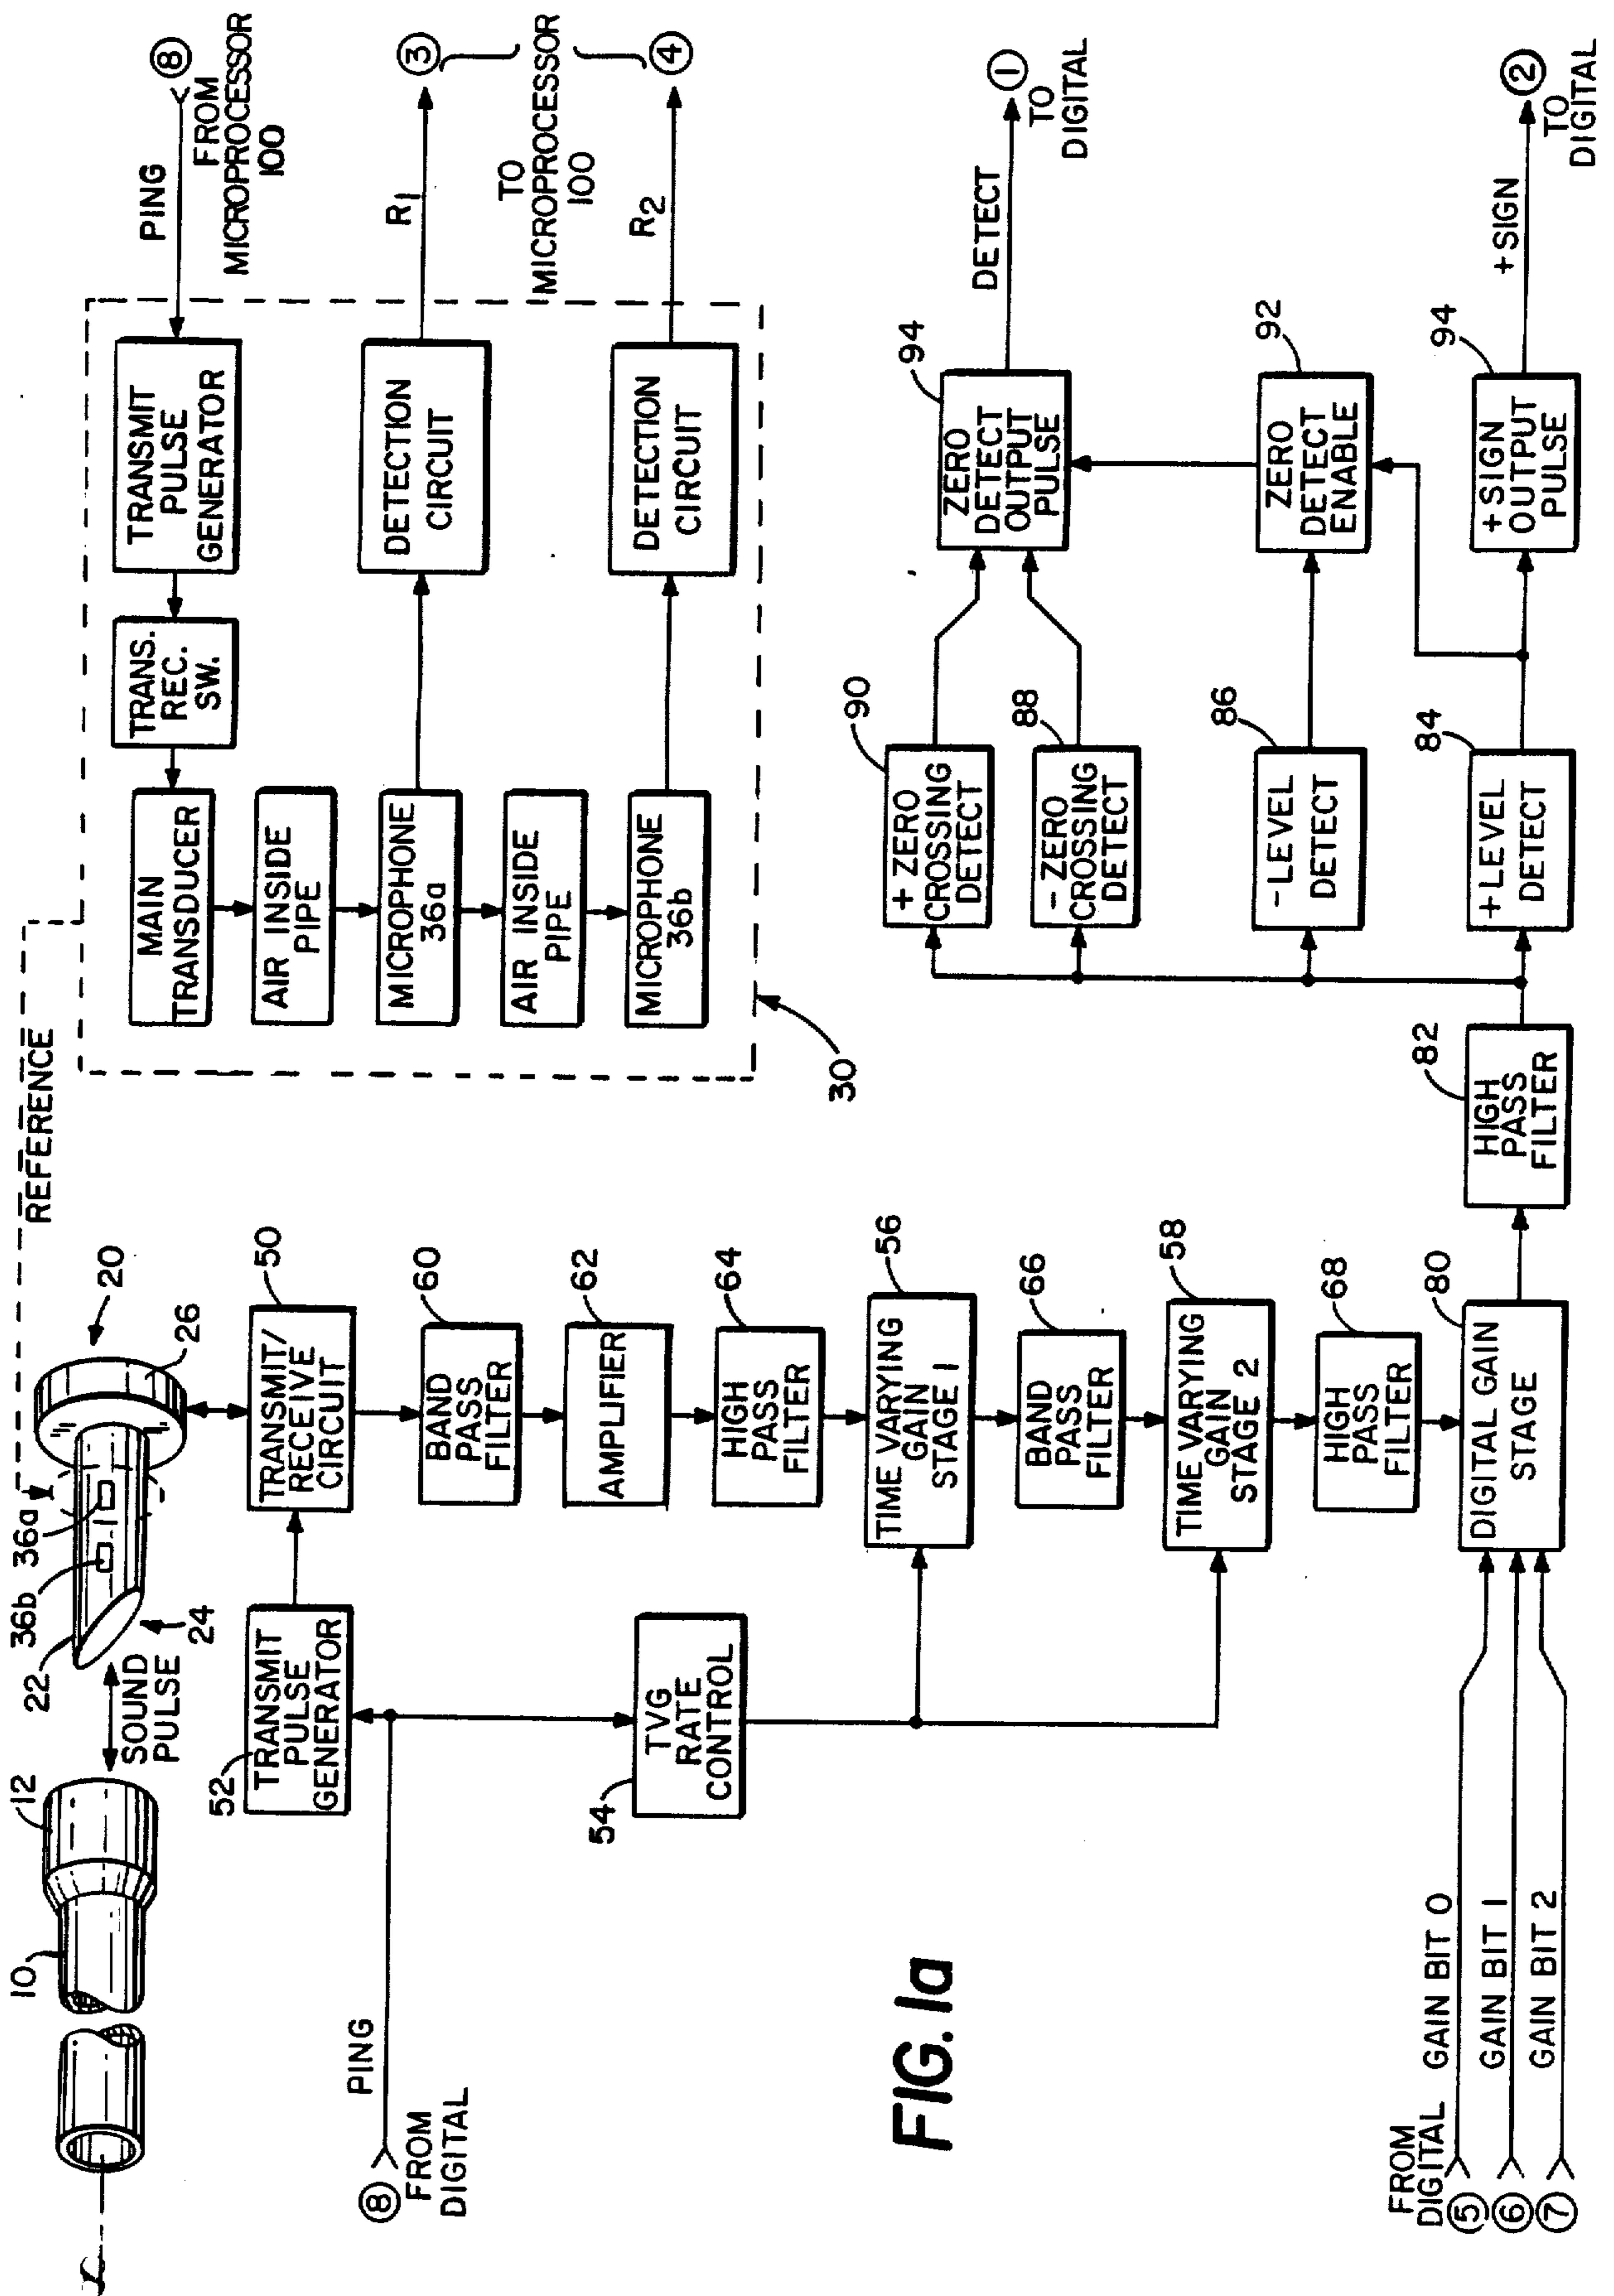 10
12
22
36b
36a
REFERENCE
SOUND
PULSE
24
20
26
⑧
FROM
DIGITAL
PING
52
TRANSMIT
PULSE
GENERATOR
TRANSMIT/
RECEIVE
CIRCUIT
50
BAND
PASS
FILTER
60
AMPLIFIER
62
HIGH
PASS
FILTER
64
54
TVG
RATE
CONTROL
TIME VARYING
GAIN
STAGE 1
56
BAND
PASS
FILTER
66
TIME VARYING
GAIN
STAGE 2
58
HIGH
PASS
FILTER
68
FROM
DIGITAL
⑤
GAIN BIT 0
⑥
GAIN BIT 1
⑦
GAIN BIT 2
DIGITAL GAIN
STAGE
80
HIGH
PASS
FILTER
82
30
MAIN
TRANSDUCER
TRANS.
REC.
SW.
TRANSMIT
PULSE
GENERATOR
PING
⑧
FROM
MICROPROCESSOR
100
AIR INSIDE
PIPE
MICROPHONE
36a
DETECTION
CIRCUIT
R1
③
TO
MICROPROCESSOR
100
AIR INSIDE
PIPE
MICROPHONE
36b
DETECTION
CIRCUIT
R2
④
+ ZERO
CROSSING
DETECT
90
- ZERO
CROSSING
DETECT
88
ZERO
DETECT
OUTPUT
PULSE
94
DETECT
①
TO
DIGITAL
-LEVEL
DETECT
86
ZERO
DETECT
ENABLE
92
+LEVEL
DETECT
84
+SIGN
OUTPUT
PULSE
94
+SIGN
②
TO
DIGITAL
FIG.1a